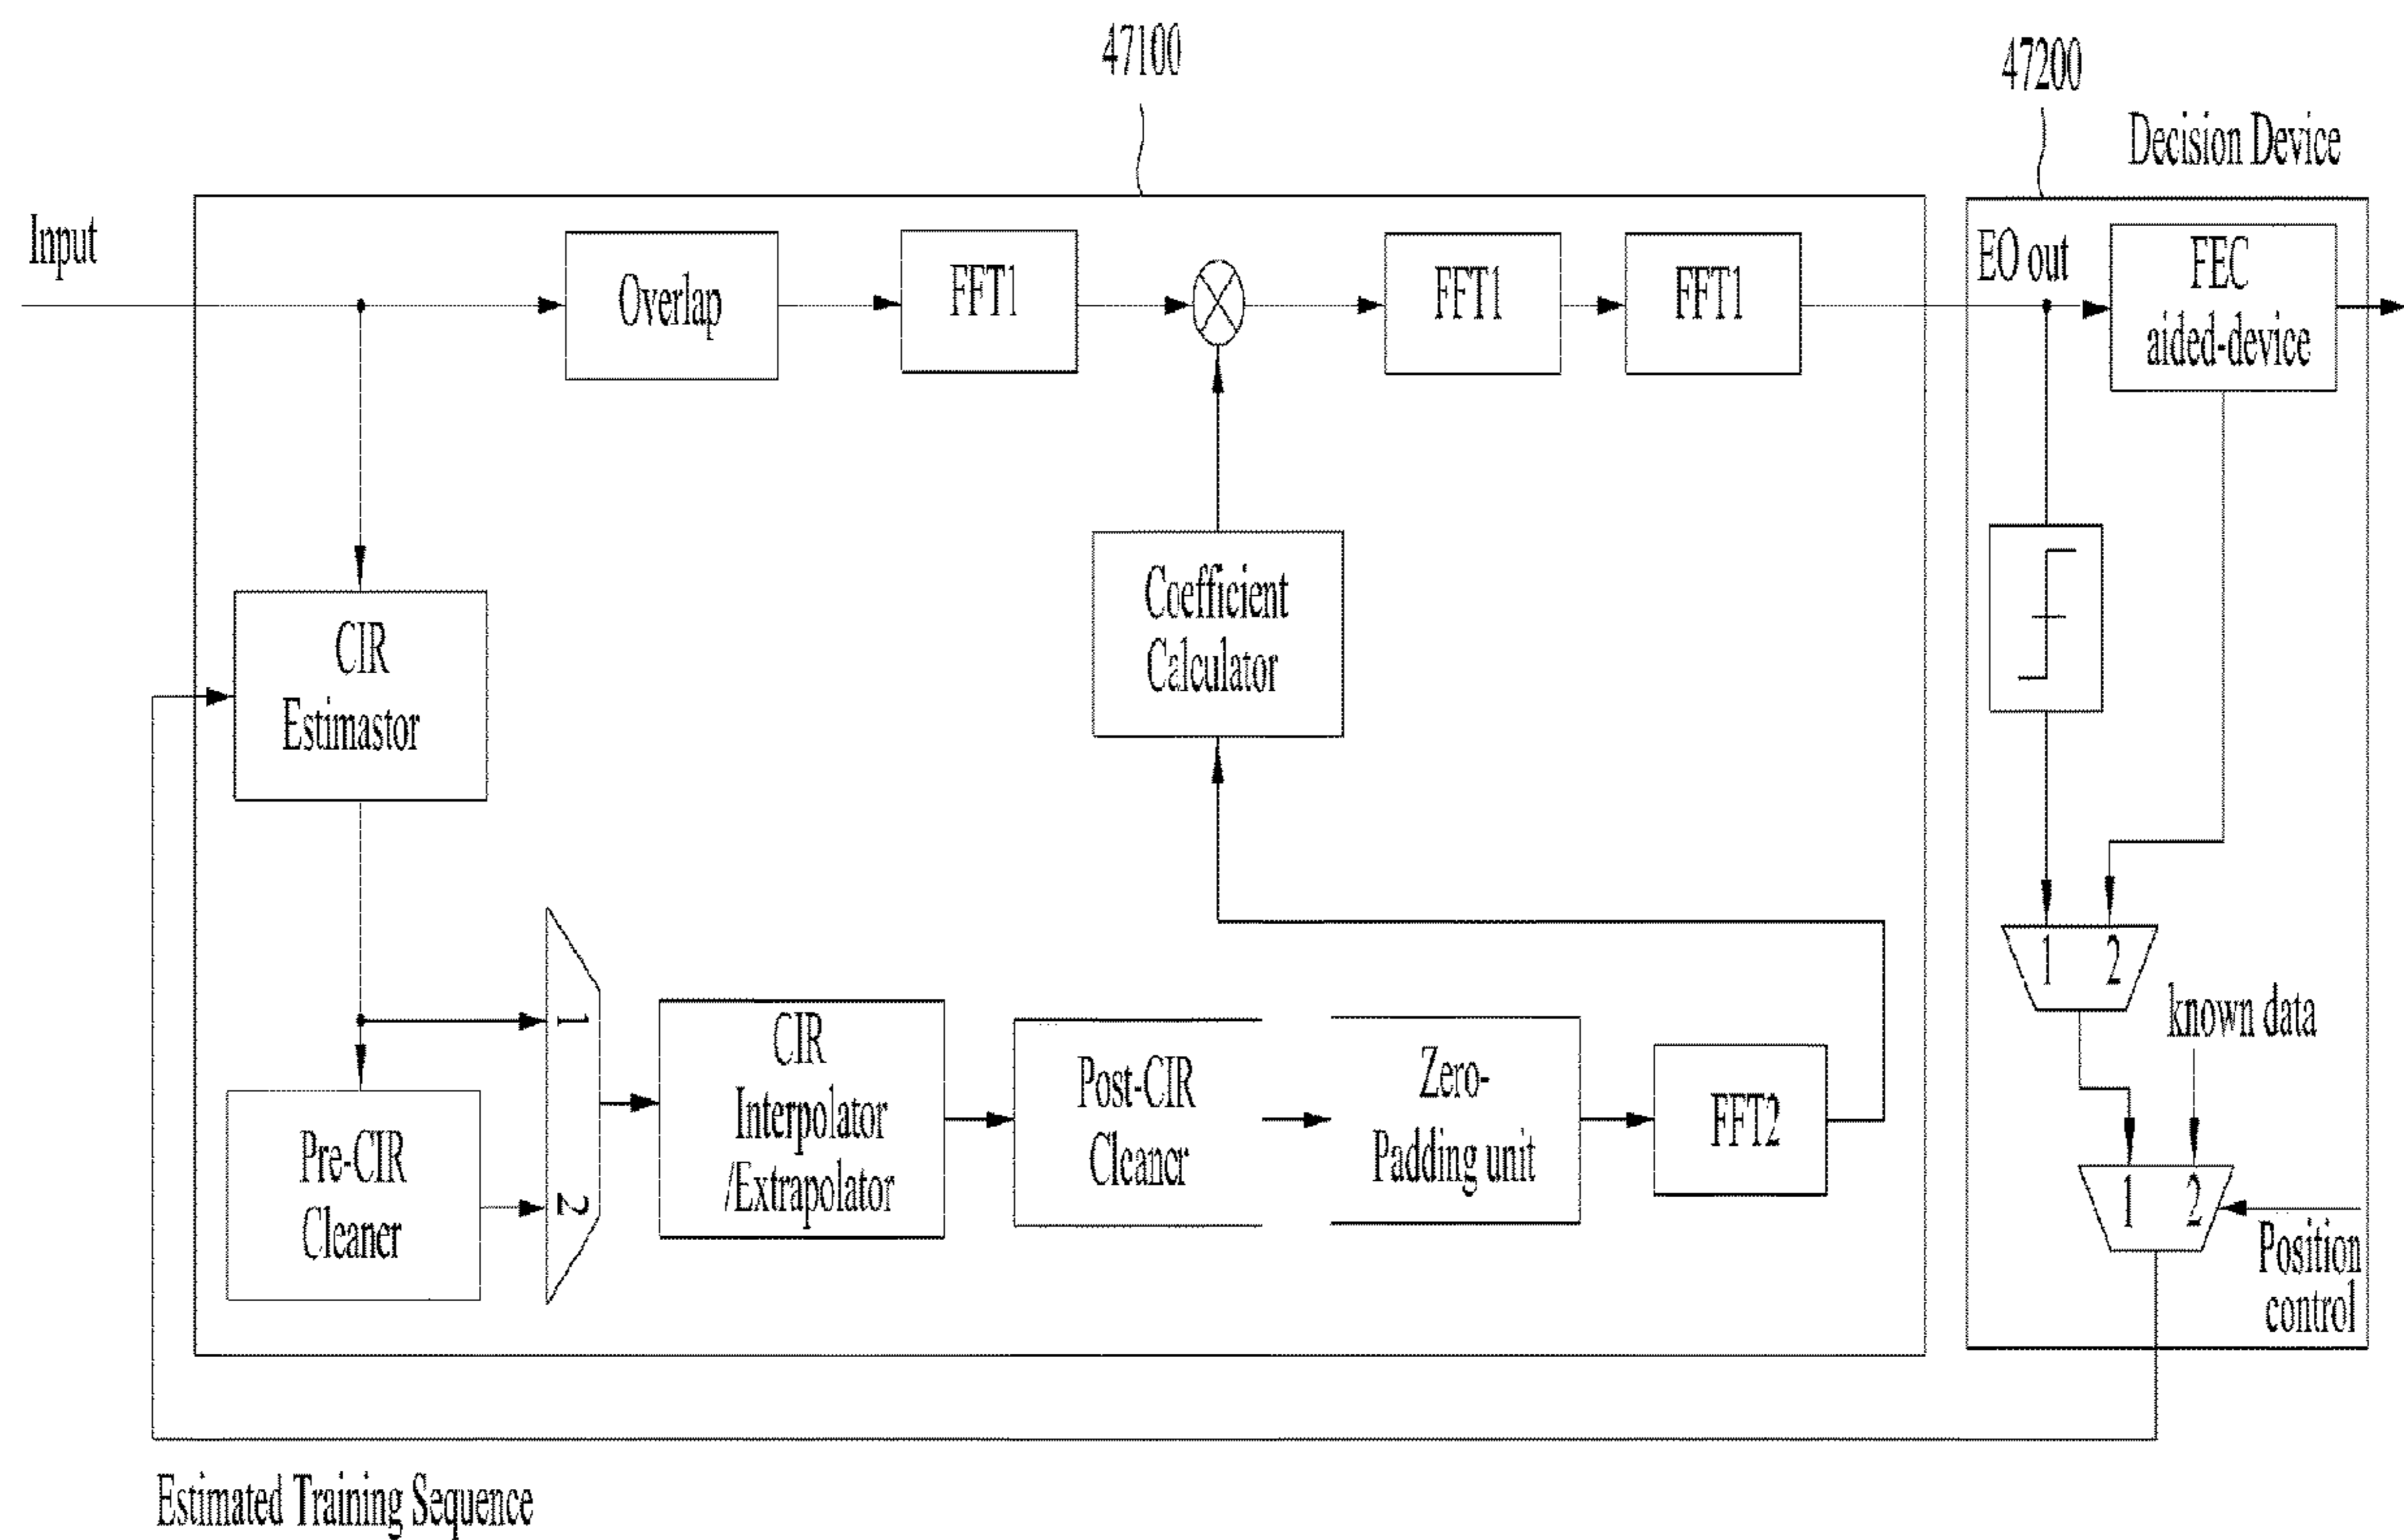 47100
47200
Decision Device
Input
Overlap
FFT1
FFT1
FFT1
EO out
FEC
aided-device
CIR
Estimastor
Coefficient
Calculator
1
2
known data
1
2
CIR
Interpolator
/Extrapolator
Post-CIR
Cleaner
Zero-
Padding unit
FFT2
Pre-CIR
Cleaner
1
2
Position
control
Estimated Training Sequence